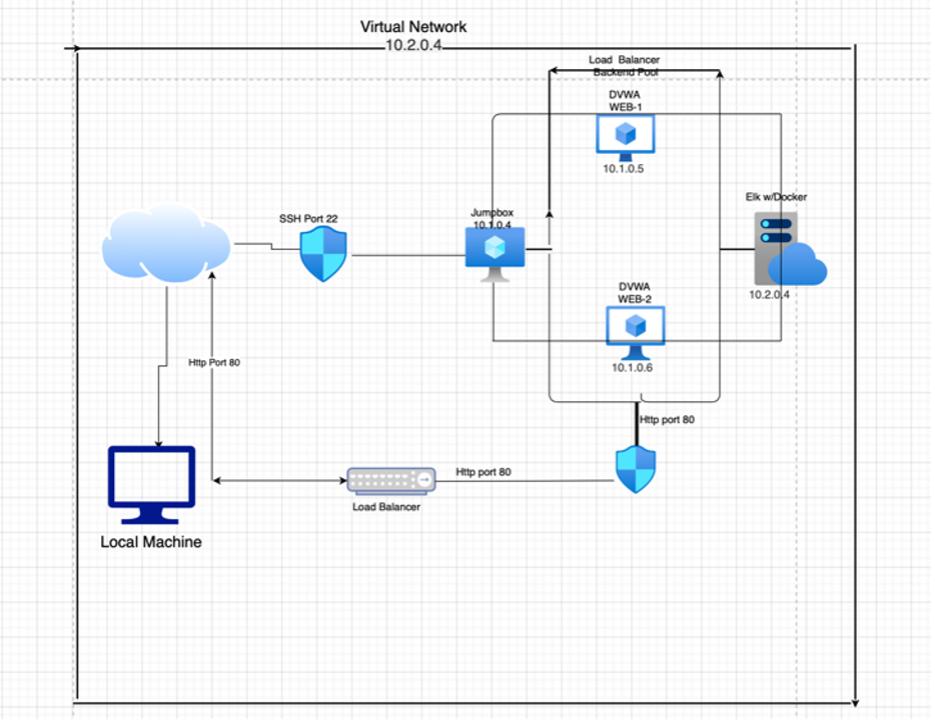 Virtual Network
10.2.0.4
Load Balancer
Backend Pool
DVWA
WEB-1
10.1.0.5
Elk w/Docker
Jumpbox
10.1.0.4
SSH Port 22
DVWA
WEB-2
10.2.0.4
10.1.0.6
Http Port 80
Http port 80
Http port 80
Load Balancer
Local Machine